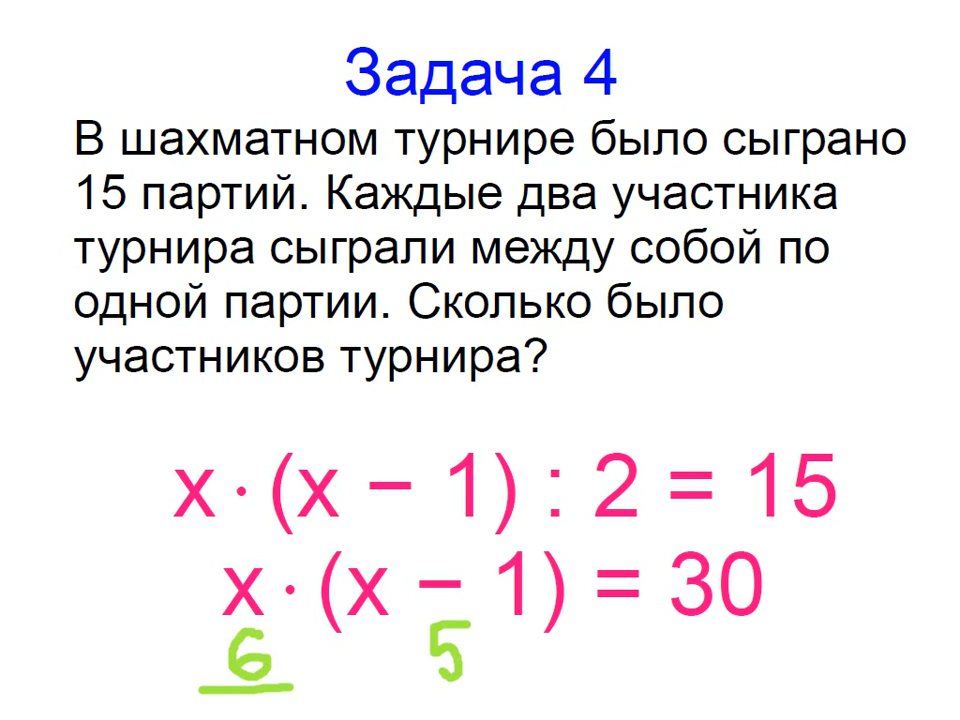 Задача 4
В шахматном турнире было сыграно
15 партий. Каждые два участника
турнира сыграли между собой по
одной партии. Сколько было
участников турнира?
x · (x − 1) : 2 = 15
x · (x − 1) = 30
6 5